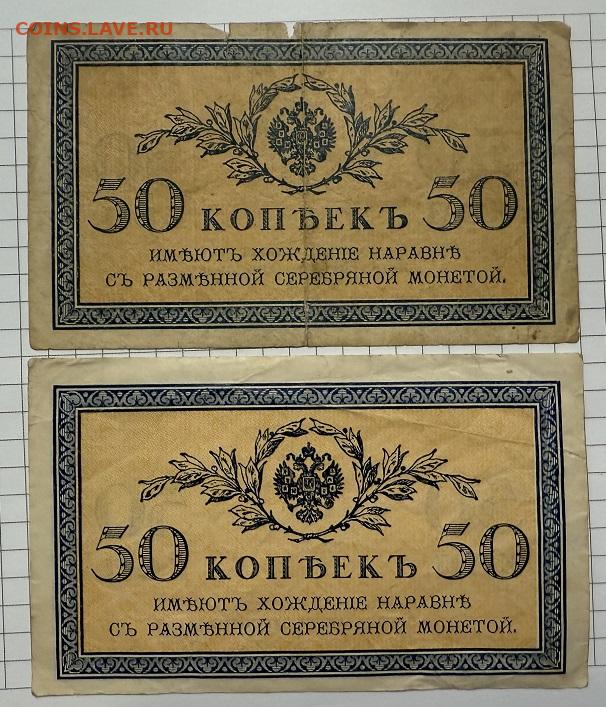 COINS.LAVE.RU
50 КОПѢЕКЪ 50
ИМѢЮТЪ ХОЖДЕНІЕ НАРАВНѢ
СЪ РАЗМѢННОЙ СЕРЕБРЯНОЙ МОНЕТОЙ.
50 КОПѢЕКЪ 50
ИМѢЮТЪ ХОЖДЕНІЕ НАРАВНѢ
СЪ РАЗМѢННОЙ СЕРЕБРЯНОЙ МОНЕТОЙ.